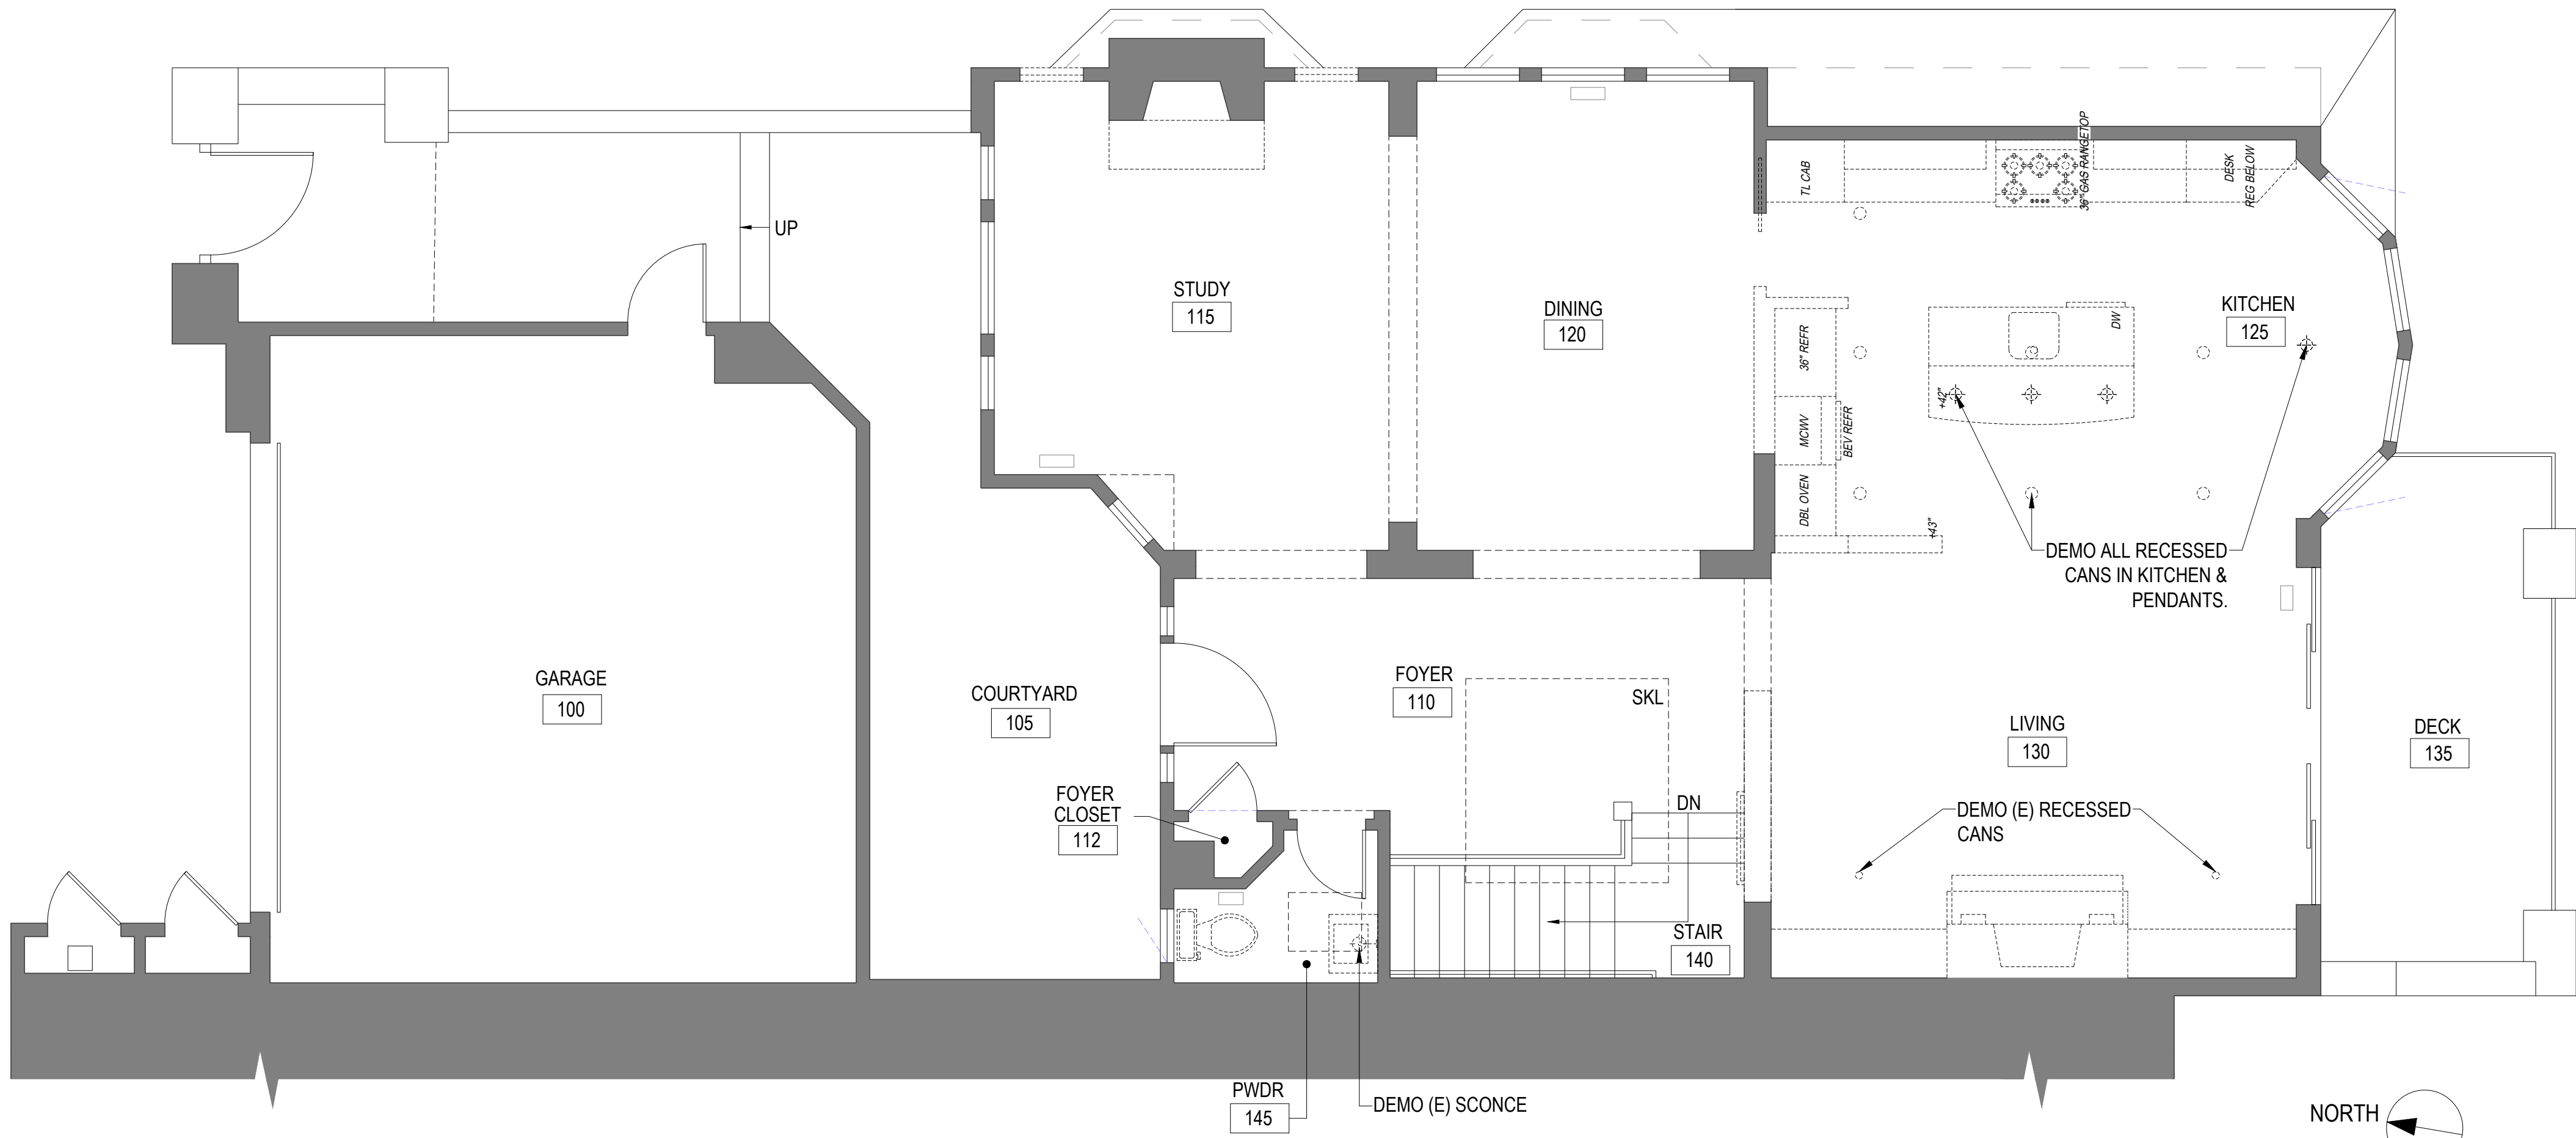 UP
36" GAS RANGETOP
TL CAB
DESK
REG BELOW
STUDY
115
DINING
120
KITCHEN
125
36" REFR
DW
+42"
MCWV
BEV REFR
DBL OVEN
+43"
DEMO ALL RECESSED
CANS IN KITCHEN &
PENDANTS.
GARAGE
100
COURTYARD
105
FOYER
110
SKL
LIVING
130
DECK
135
FOYER
CLOSET
112
DN
DEMO (E) RECESSED
CANS
STAIR
140
PWDR
145
DEMO (E) SCONCE
NORTH